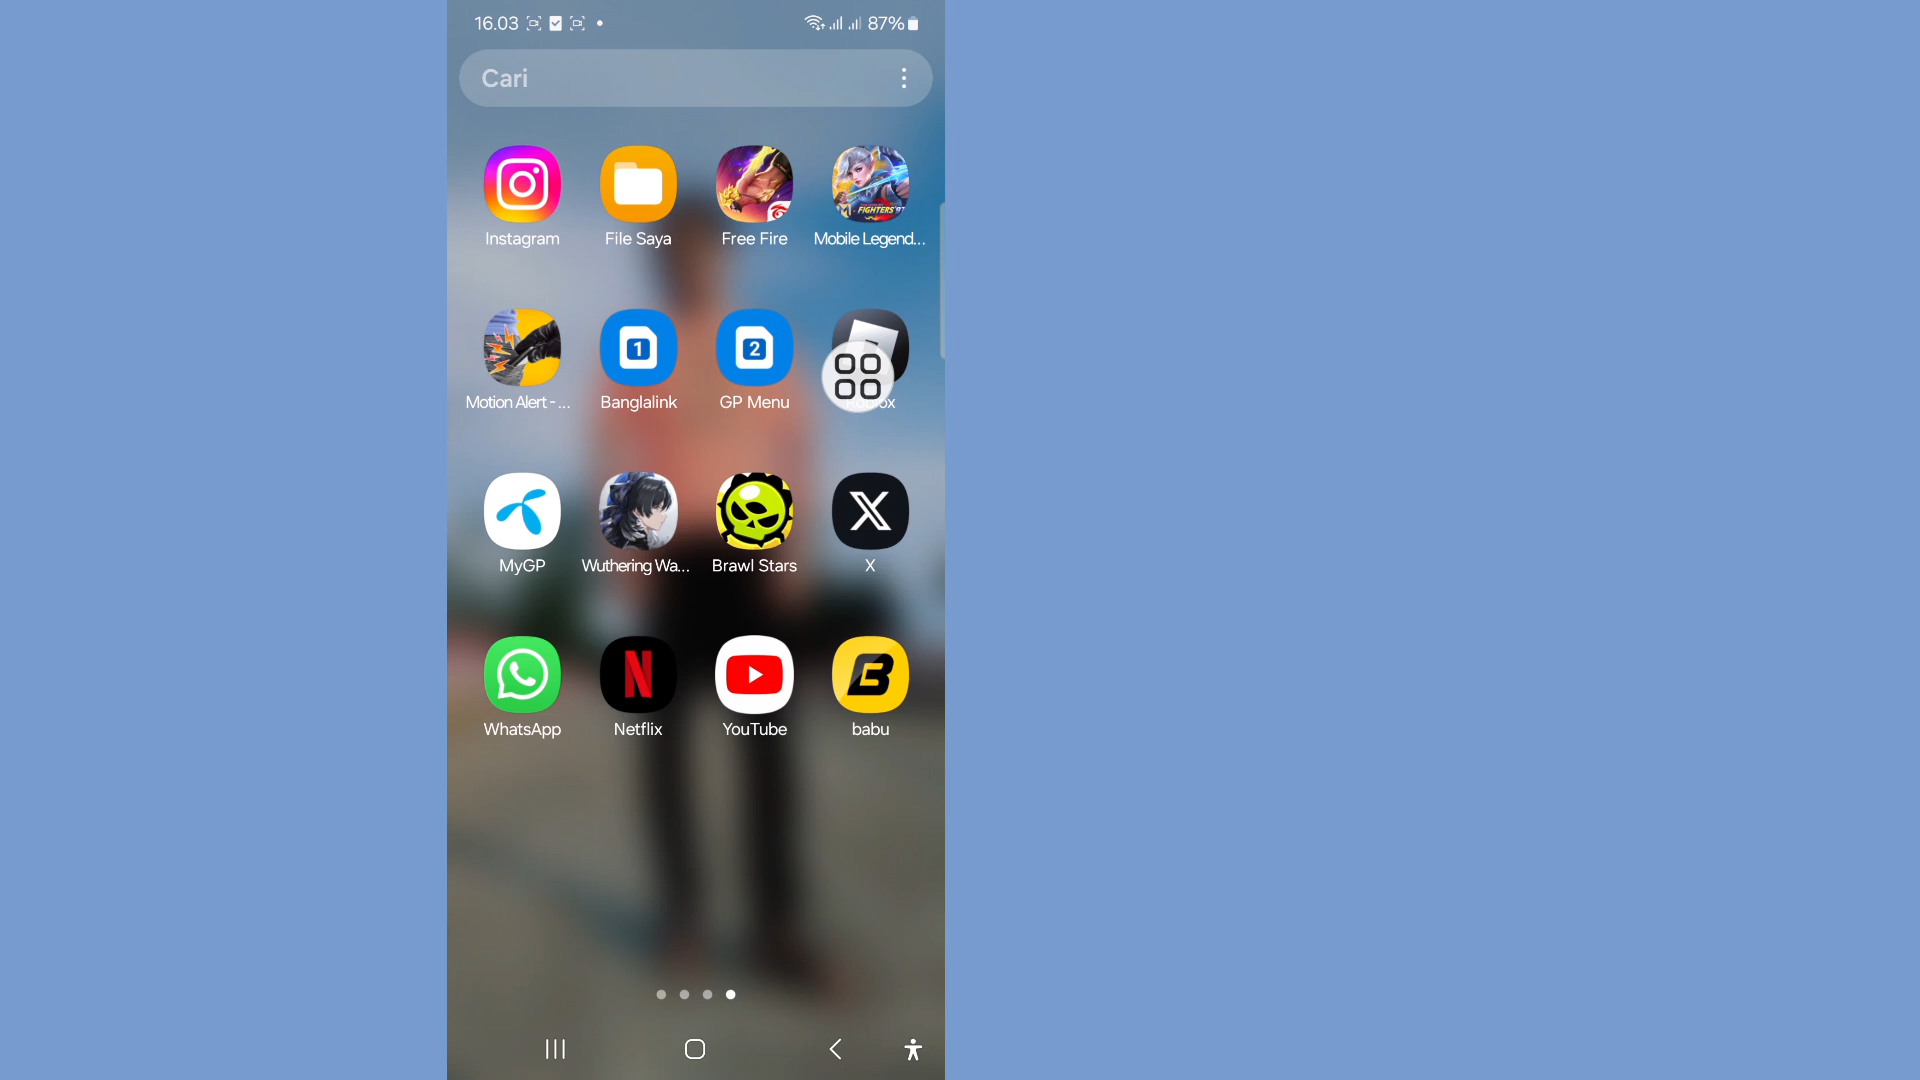 16.03 87%
Cari
Instagram File Saya Free Fire Mobile Legend...
Motion Alert - ... Banglalink GP Menu
MyGP Wuthering Wa... Brawl Stars X
WhatsApp Netflix YouTube babu